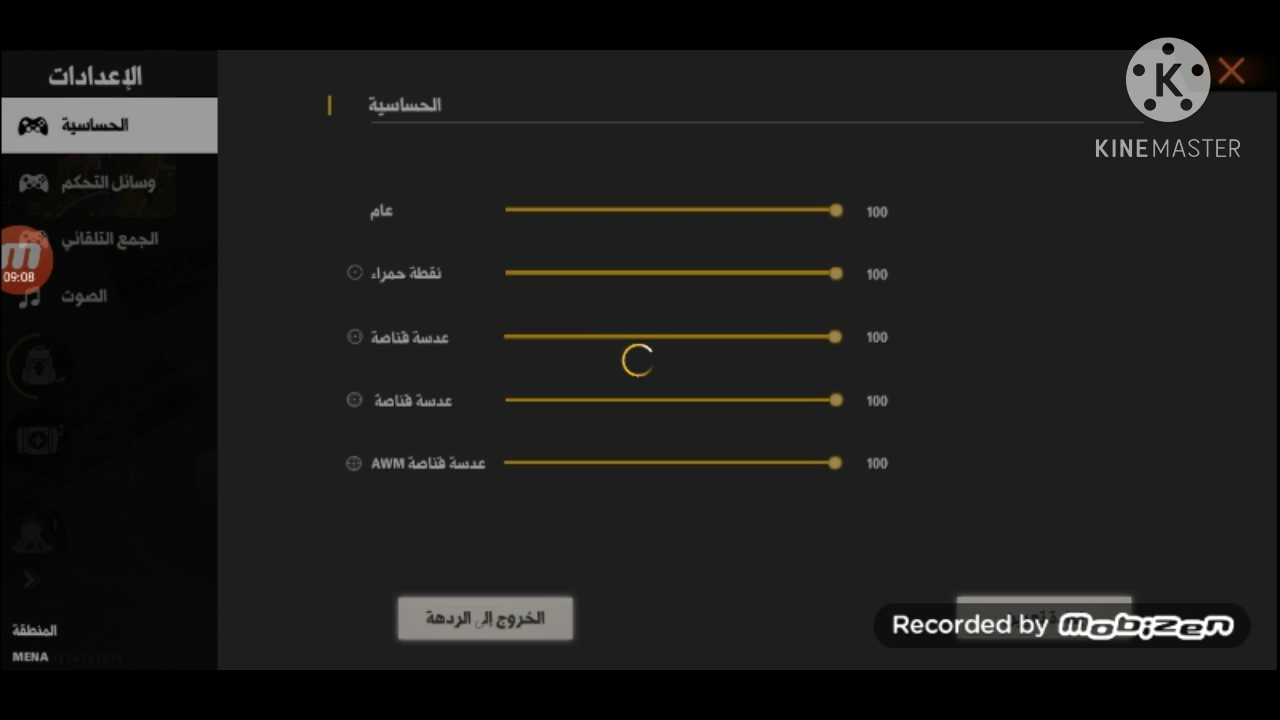 الإعدادات
الحساسية
وسائل التحكم
الجمع التلقائي
الصوت
09:08
المنطقة
MENA
الحساسية
عام 100
نقطة حمراء 100
عدسة قناصة 100
عدسة قناصة 100
عدسة قناصة AWM 100
الخروج إلى الردهة
K
KINEMASTER
Recorded by mobizen